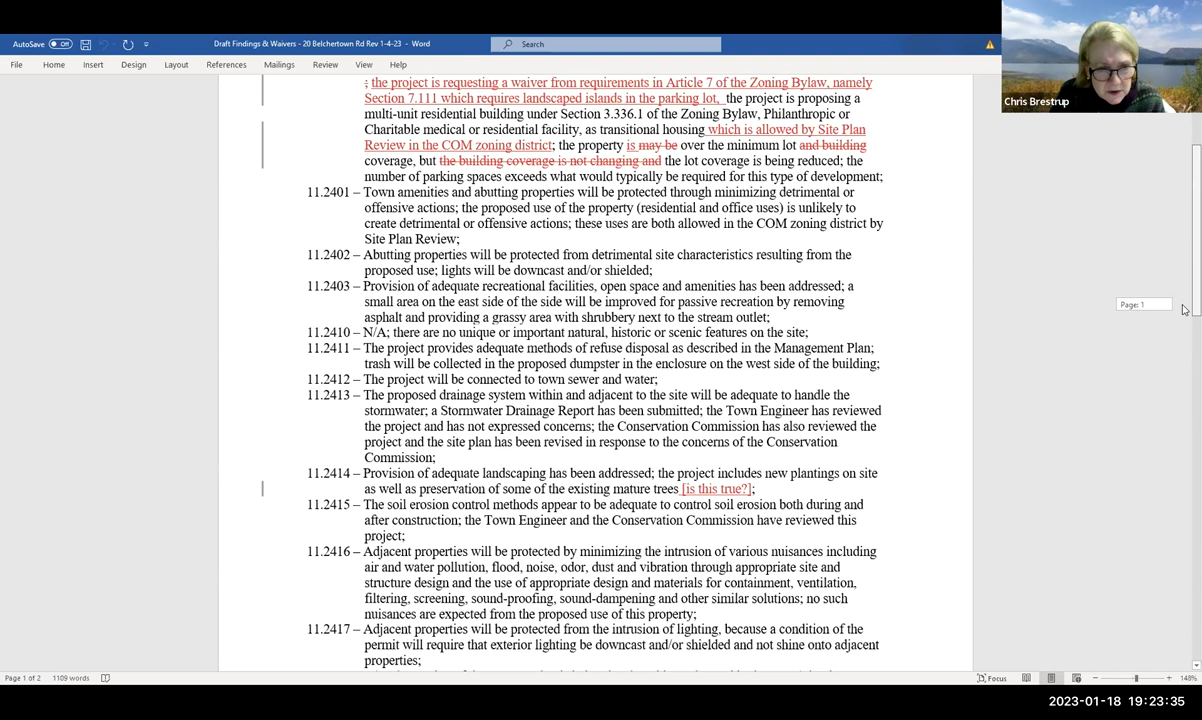 AutoSave Off
Draft Findings & Waivers - 20 Belchertown Rd Rev 1-4-23 - Word
Search
File Home Insert Design Layout References Mailings Review View Help
Chris Brestrup
; the project is requesting a waiver from requirements in Article 7 of the Zoning Bylaw, namely
Section 7.111 which requires landscaped islands in the parking lot, the project is proposing a
multi-unit residential building under Section 3.336.1 of the Zoning Bylaw, Philanthropic or
Charitable medical or residential facility, as transitional housing which is allowed by Site Plan
Review in the COM zoning district; the property is may be over the minimum lot and building
coverage, but the building coverage is not changing and the lot coverage is being reduced; the
number of parking spaces exceeds what would typically be required for this type of development;
11.2401 – Town amenities and abutting properties will be protected through minimizing detrimental or
offensive actions; the proposed use of the property (residential and office uses) is unlikely to
create detrimental or offensive actions; these uses are both allowed in the COM zoning district by
Site Plan Review;
11.2402 – Abutting properties will be protected from detrimental site characteristics resulting from the
proposed use; lights will be downcast and/or shielded;
11.2403 – Provision of adequate recreational facilities, open space and amenities has been addressed; a
small area on the east side of the side will be improved for passive recreation by removing
asphalt and providing a grassy area with shrubbery next to the stream outlet;
Page: 1
11.2410 – N/A; there are no unique or important natural, historic or scenic features on the site;
11.2411 – The project provides adequate methods of refuse disposal as described in the Management Plan;
trash will be collected in the proposed dumpster in the enclosure on the west side of the building;
11.2412 – The project will be connected to town sewer and water;
11.2413 – The proposed drainage system within and adjacent to the site will be adequate to handle the
stormwater; a Stormwater Drainage Report has been submitted; the Town Engineer has reviewed
the project and has not expressed concerns; the Conservation Commission has also reviewed the
project and the site plan has been revised in response to the concerns of the Conservation
Commission;
11.2414 – Provision of adequate landscaping has been addressed; the project includes new plantings on site
as well as preservation of some of the existing mature trees [is this true?];
11.2415 – The soil erosion control methods appear to be adequate to control soil erosion both during and
after construction; the Town Engineer and the Conservation Commission have reviewed this
project;
11.2416 – Adjacent properties will be protected by minimizing the intrusion of various nuisances including
air and water pollution, flood, noise, odor, dust and vibration through appropriate site and
structure design and the use of appropriate design and materials for containment, ventilation,
filtering, screening, sound-proofing, sound-dampening and other similar solutions; no such
nuisances are expected from the proposed use of this property;
11.2417 – Adjacent properties will be protected from the intrusion of lighting, because a condition of the
permit will require that exterior lighting be downcast and/or shielded and not shine onto adjacent
properties;
Page 1 of 2 1109 words
Focus
148%
2023-01-18 19:23:35